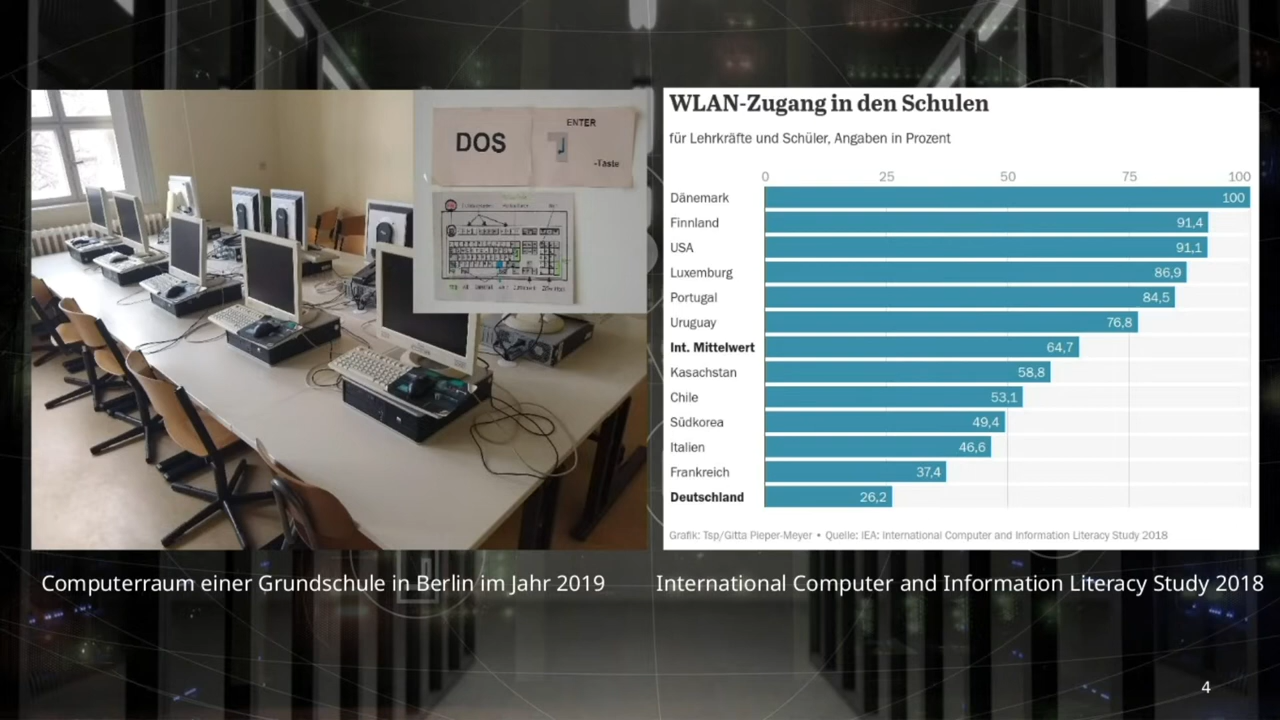 DOS
ENTER
-Taste
WLAN-Zugang in den Schulen
für Lehrkräfte und Schüler, Angaben in Prozent
0 25 50 75 100
Dänemark 100
Finnland 91,4
USA 91,1
Luxemburg 86,9
Portugal 84,5
Uruguay 76,8
Int. Mittelwert 64,7
Kasachstan 58,8
Chile 53,1
Südkorea 49,4
Italien 46,6
Frankreich 37,4
Deutschland 26,2
Grafik: Tsp/Gitta Pieper-Meyer • Quelle: IEA: International Computer and Information Literacy Study 2018
Computerraum einer Grundschule in Berlin im Jahr 2019
International Computer and Information Literacy Study 2018
4